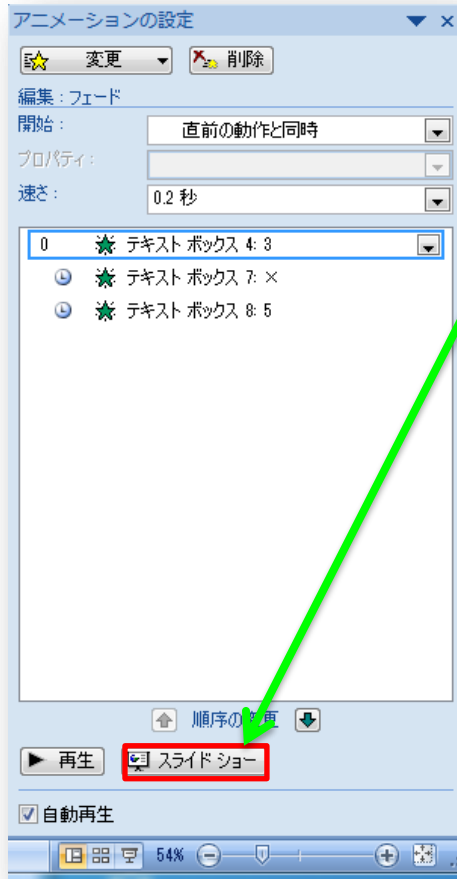 アニメーションの設定
変更 削除
編集：フェード
開始： 直前の動作と同時
プロパティ：
速さ： 0.2 秒
0 テキスト ボックス 4: 3
テキスト ボックス 7: ×
テキスト ボックス 8: 5
順序の変更
再生 スライド ショー
自動再生
54%